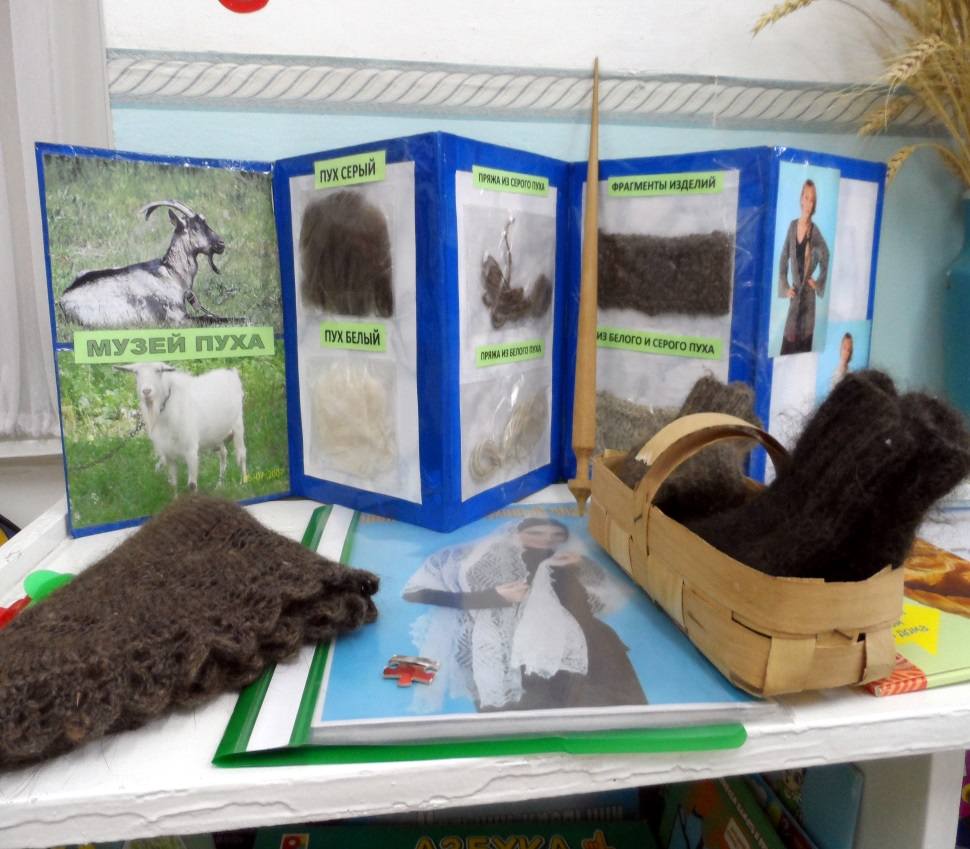 ПУХ СЕРЫЙ
ПРЯЖА ИЗ СЕРОГО ПУХА
ФРАГМЕНТЫ ИЗДЕЛИЙ
МУЗЕЙ ПУХА
ПУХ БЕЛЫЙ
ПРЯЖА ИЗ БЕЛОГО ПУХА
ИЗ БЕЛОГО И СЕРОГО ПУХА
дома
АЗБУКА